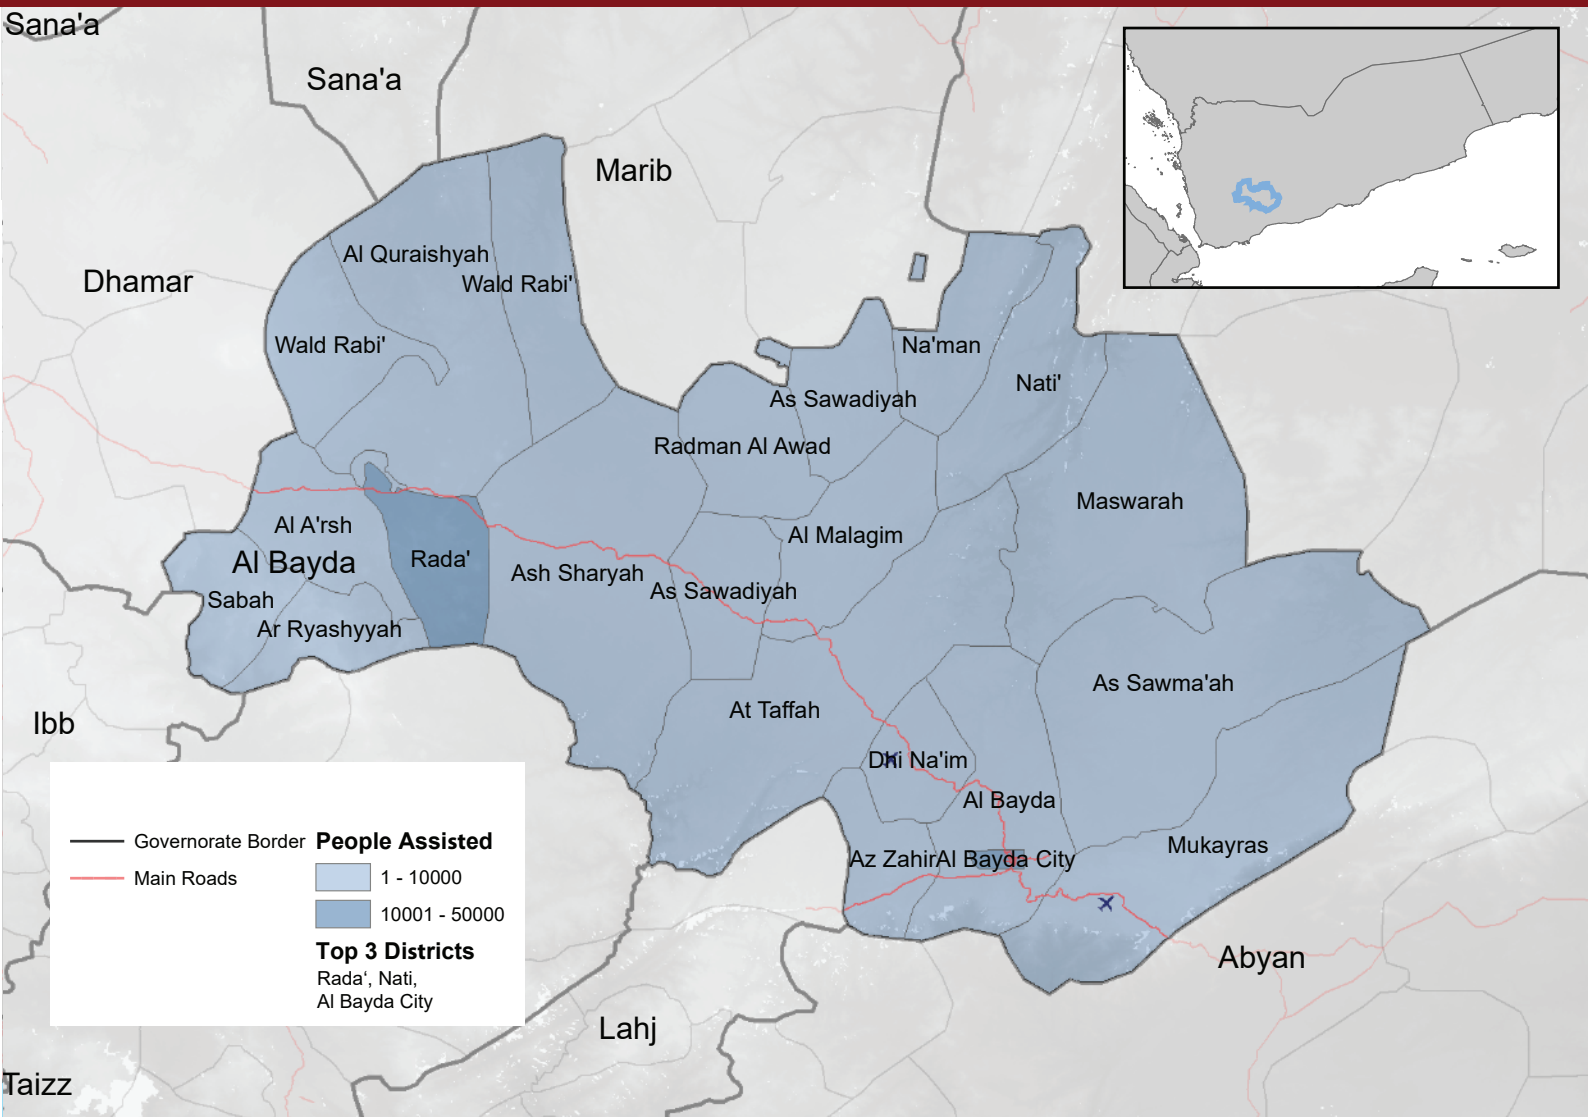 Sana'a
Sana'a
Marib
Al Quraishyah
Dhamar
Wald Rabi'
Wald Rabi'
Na'man
Nati'
As Sawadiyah
Radman Al Awad
Maswarah
Al A'rsh
Al Malagim
Al Bayda
Rada'
Ash Sharyah
As Sawadiyah
Sabah
Ar Ryashyyah
As Sawma'ah
At Taffah
Ibb
Dhi Na'im
Al Bayda
Mukayras
Az Zahir
Al Bayda City
Governorate Border
Main Roads
People Assisted
1 - 10000
10001 - 50000
Top 3 Districts
Rada‘, Nati,
Al Bayda City
Abyan
Lahj
Taizz